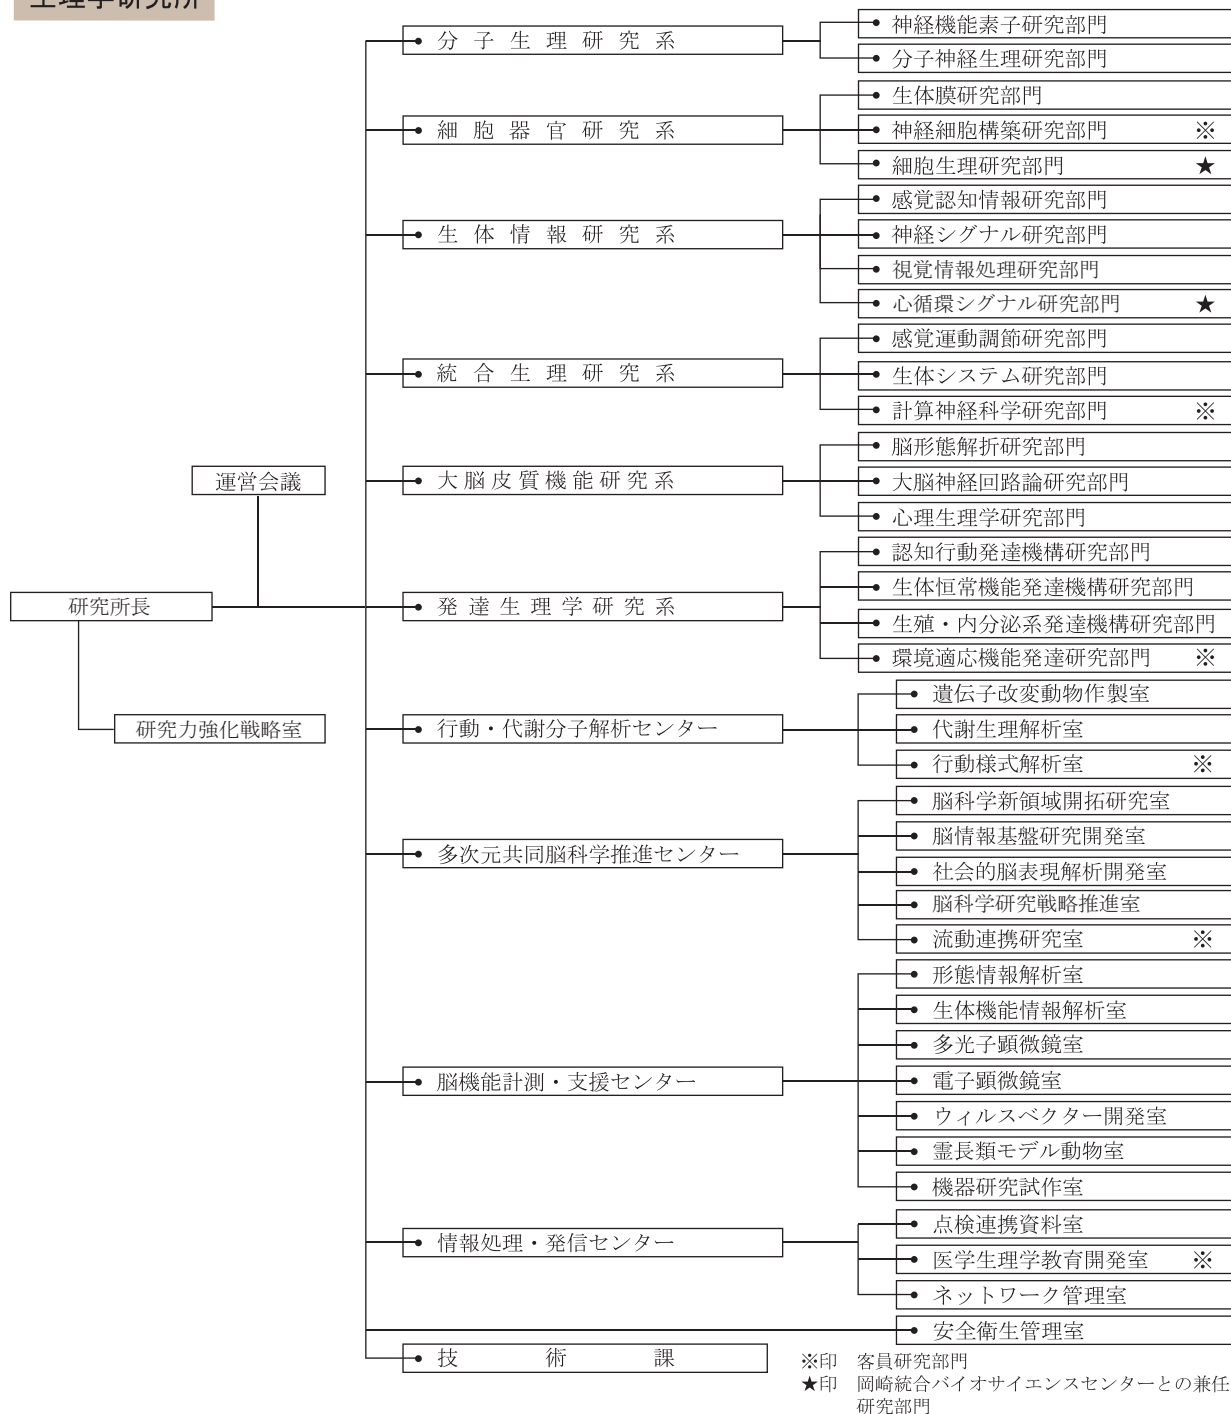 生理学研究所
分子生理研究系
神経機能素子研究部門
分子神経生理研究部門
細胞器官研究系
生体膜研究部門
神経細胞構築研究部門 ※
細胞生理研究部門 ★
生体情報研究系
感覚認知情報研究部門
神経シグナル研究部門
視覚情報処理研究部門
心循環シグナル研究部門 ★
統合生理研究系
感覚運動調節研究部門
生体システム研究部門
計算神経科学研究部門 ※
運営会議
大脳皮質機能研究系
脳形態解折研究部門
大脳神経回路論研究部門
心理生理学研究部門
研究所長
発達生理学研究系
認知行動発達機構研究部門
生体恒常機能発達機構研究部門
生殖・内分泌系発達機構研究部門
環境適応機能発達研究部門 ※
研究力強化戦略室
行動・代謝分子解析センター
遺伝子改変動物作製室
代謝生理解析室
行動様式解析室 ※
多次元共同脳科学推進センター
脳科学新領域開拓研究室
脳情報基盤研究開発室
社会的脳表現解析開発室
脳科学研究戦略推進室
流動連携研究室 ※
脳機能計測・支援センター
形態情報解析室
生体機能情報解析室
多光子顕微鏡室
電子顕微鏡室
ウィルスベクター開発室
霊長類モデル動物室
機器研究試作室
情報処理・発信センター
点検連携資料室
医学生理学教育開発室 ※
ネットワーク管理室
安全衛生管理室
技術課
※印 客員研究部門
★印 岡崎統合バイオサイエンスセンターとの兼任
研究部門